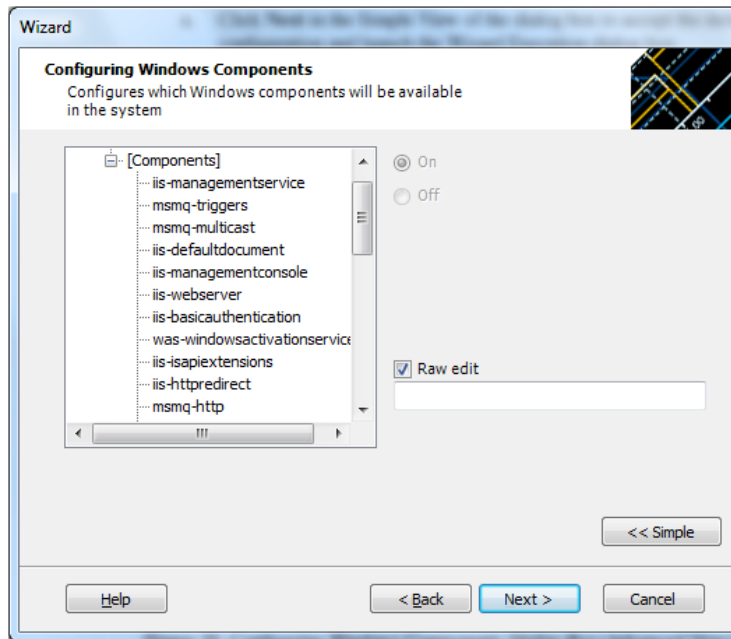 Wizard
Configuring Windows Components
Configures which Windows components will be available
in the system
[Components]
iis-managementservice
msmq-triggers
msmq-multicast
iis-defaultdocument
iis-managementconsole
iis-webserver
iis-basicauthentication
was-windowsactivationservice
iis-isapiextensions
iis-httpredirect
msmq-http
On
Off
Raw edit
<< Simple
Help
< Back
Next >
Cancel